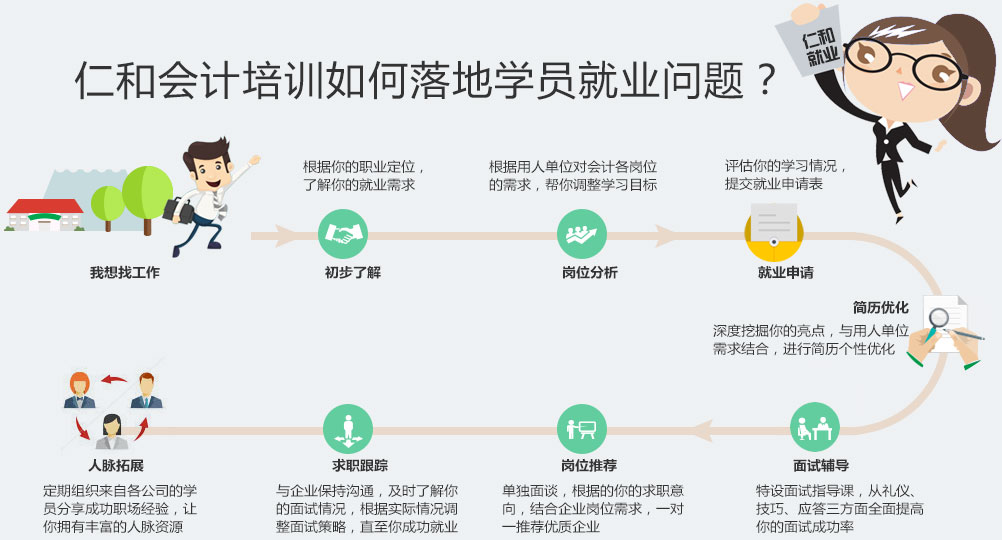 仁和会计培训如何落地学员就业问题？
仁和
就业
根据你的职业定位，
了解你的就业需求
根据用人单位对会计各岗位
的需求，帮你调整学习目标
评估你的学习情况，
提交就业申请表
我想找工作
初步了解
岗位分析
就业申请
简历优化
深度挖掘你的亮点，与用人单位
需求结合，进行简历个性优化
人脉拓展
定期组织来自各公司的学
员分享成功职场经验，让
你拥有丰富的人脉资源
求职跟踪
与企业保持沟通，及时了解你
的面试情况，根据实际情况调
整面试策略，直至你成功就业
岗位推荐
单独面谈，根据的你的求职意
向，结合企业岗位需求，一对
一推荐优质企业
面试辅导
特设面试指导课，从礼仪、
技巧、应答三方面全面提高
你的面试成功率